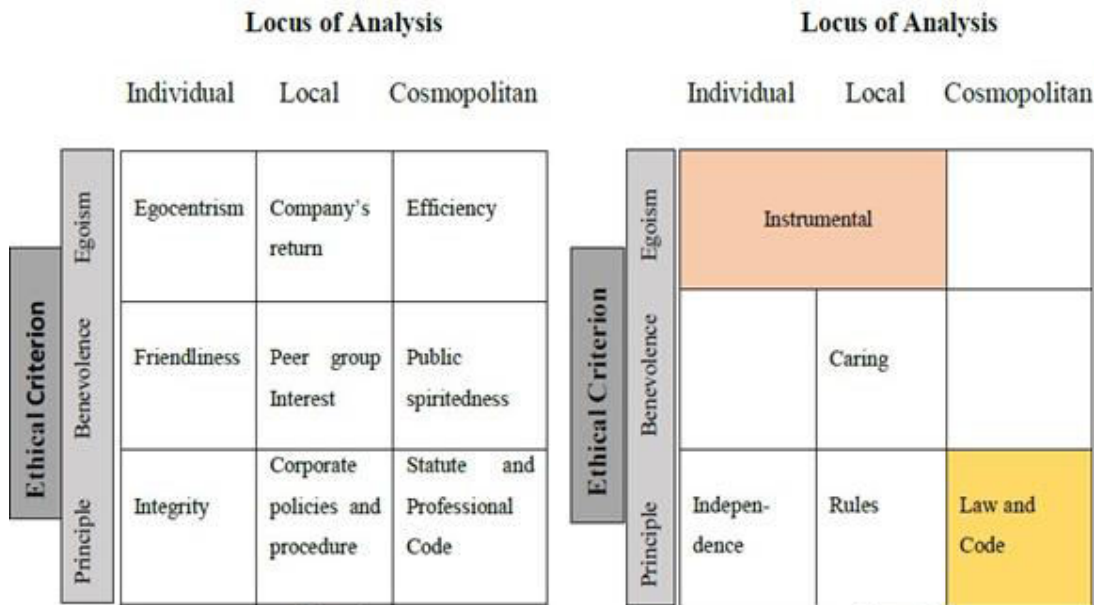 Locus of Analysis
Individual Local Cosmopolitan
Ethical Criterion
Egoism
Egocentrism
Company's
return
Efficiency
Benevolence
Friendliness
Peer group
Interest
Public
spiritedness
Principle
Integrity
Corporate
policies and
procedure
Statute and
Professional
Code
Locus of Analysis
Individual Local Cosmopolitan
Ethical Criterion
Egoism
Instrumental
Benevolence
Caring
Principle
Indepen-
dence
Rules
Law and
Code